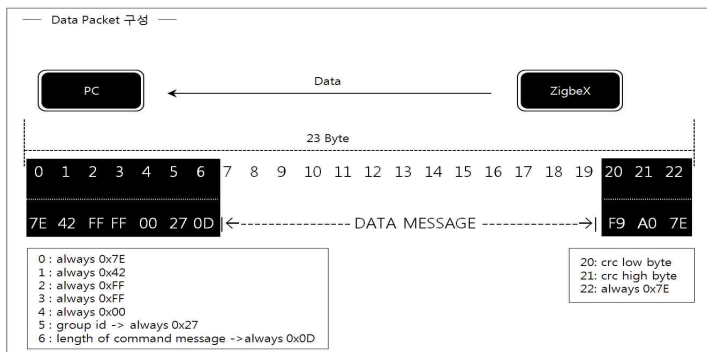 Data Packet 구성
Data
PC
ZigbeX
23 Byte
0 1 2 3 4 5 6 7 8 9 10 11 12 13 14 15 16 17 18 19 20 21 22
7E 42 FF FF 00 27 0D DATA MESSAGE F9 A0 7E
0 : always 0x7E
1 : always 0x42
2 : always 0xFF
3 : always 0xFF
4 : always 0x00
5 : group id -> always 0x27
6 : length of command message ->always 0x0D
20: crc low byte
21: crc high byte
22: always 0x7E